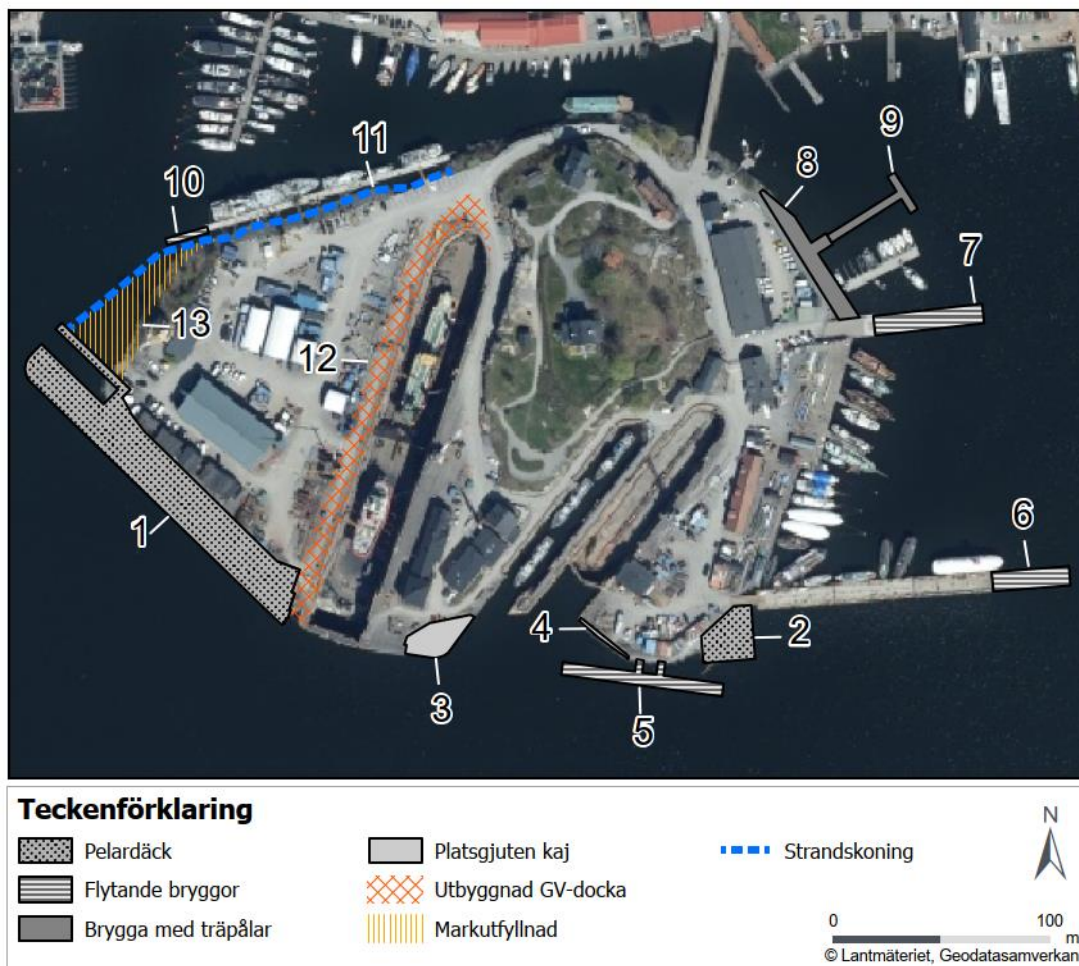 9
8
11
10
7
13
12
1
6
4
2
3
5
Teckenförklaring
Pelardäck
Flytande bryggor
Brygga med träpålar
Platsgjuten kaj
Utbyggnad GV-docka
Markutfyllnad
Strandskoning
N
0 100
m
© Lantmäteriet, Geodatasamverkan